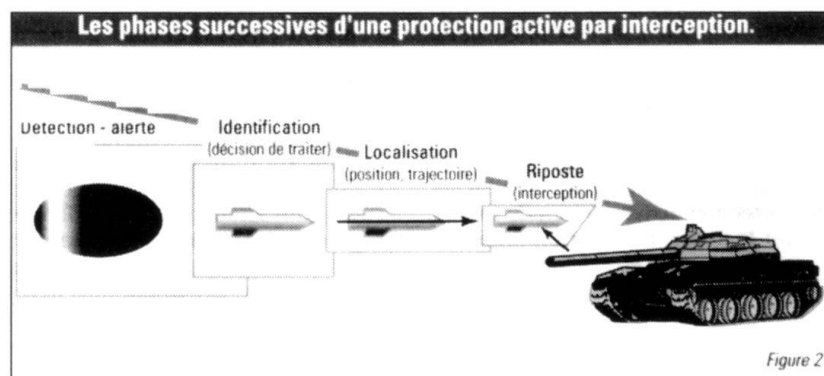 Les phases successives d'une protection active par interception.
Détection - alerte
Identification
(décision de traiter)
Localisation
(position, trajectoire)
Riposte
(interception)
Figure 2